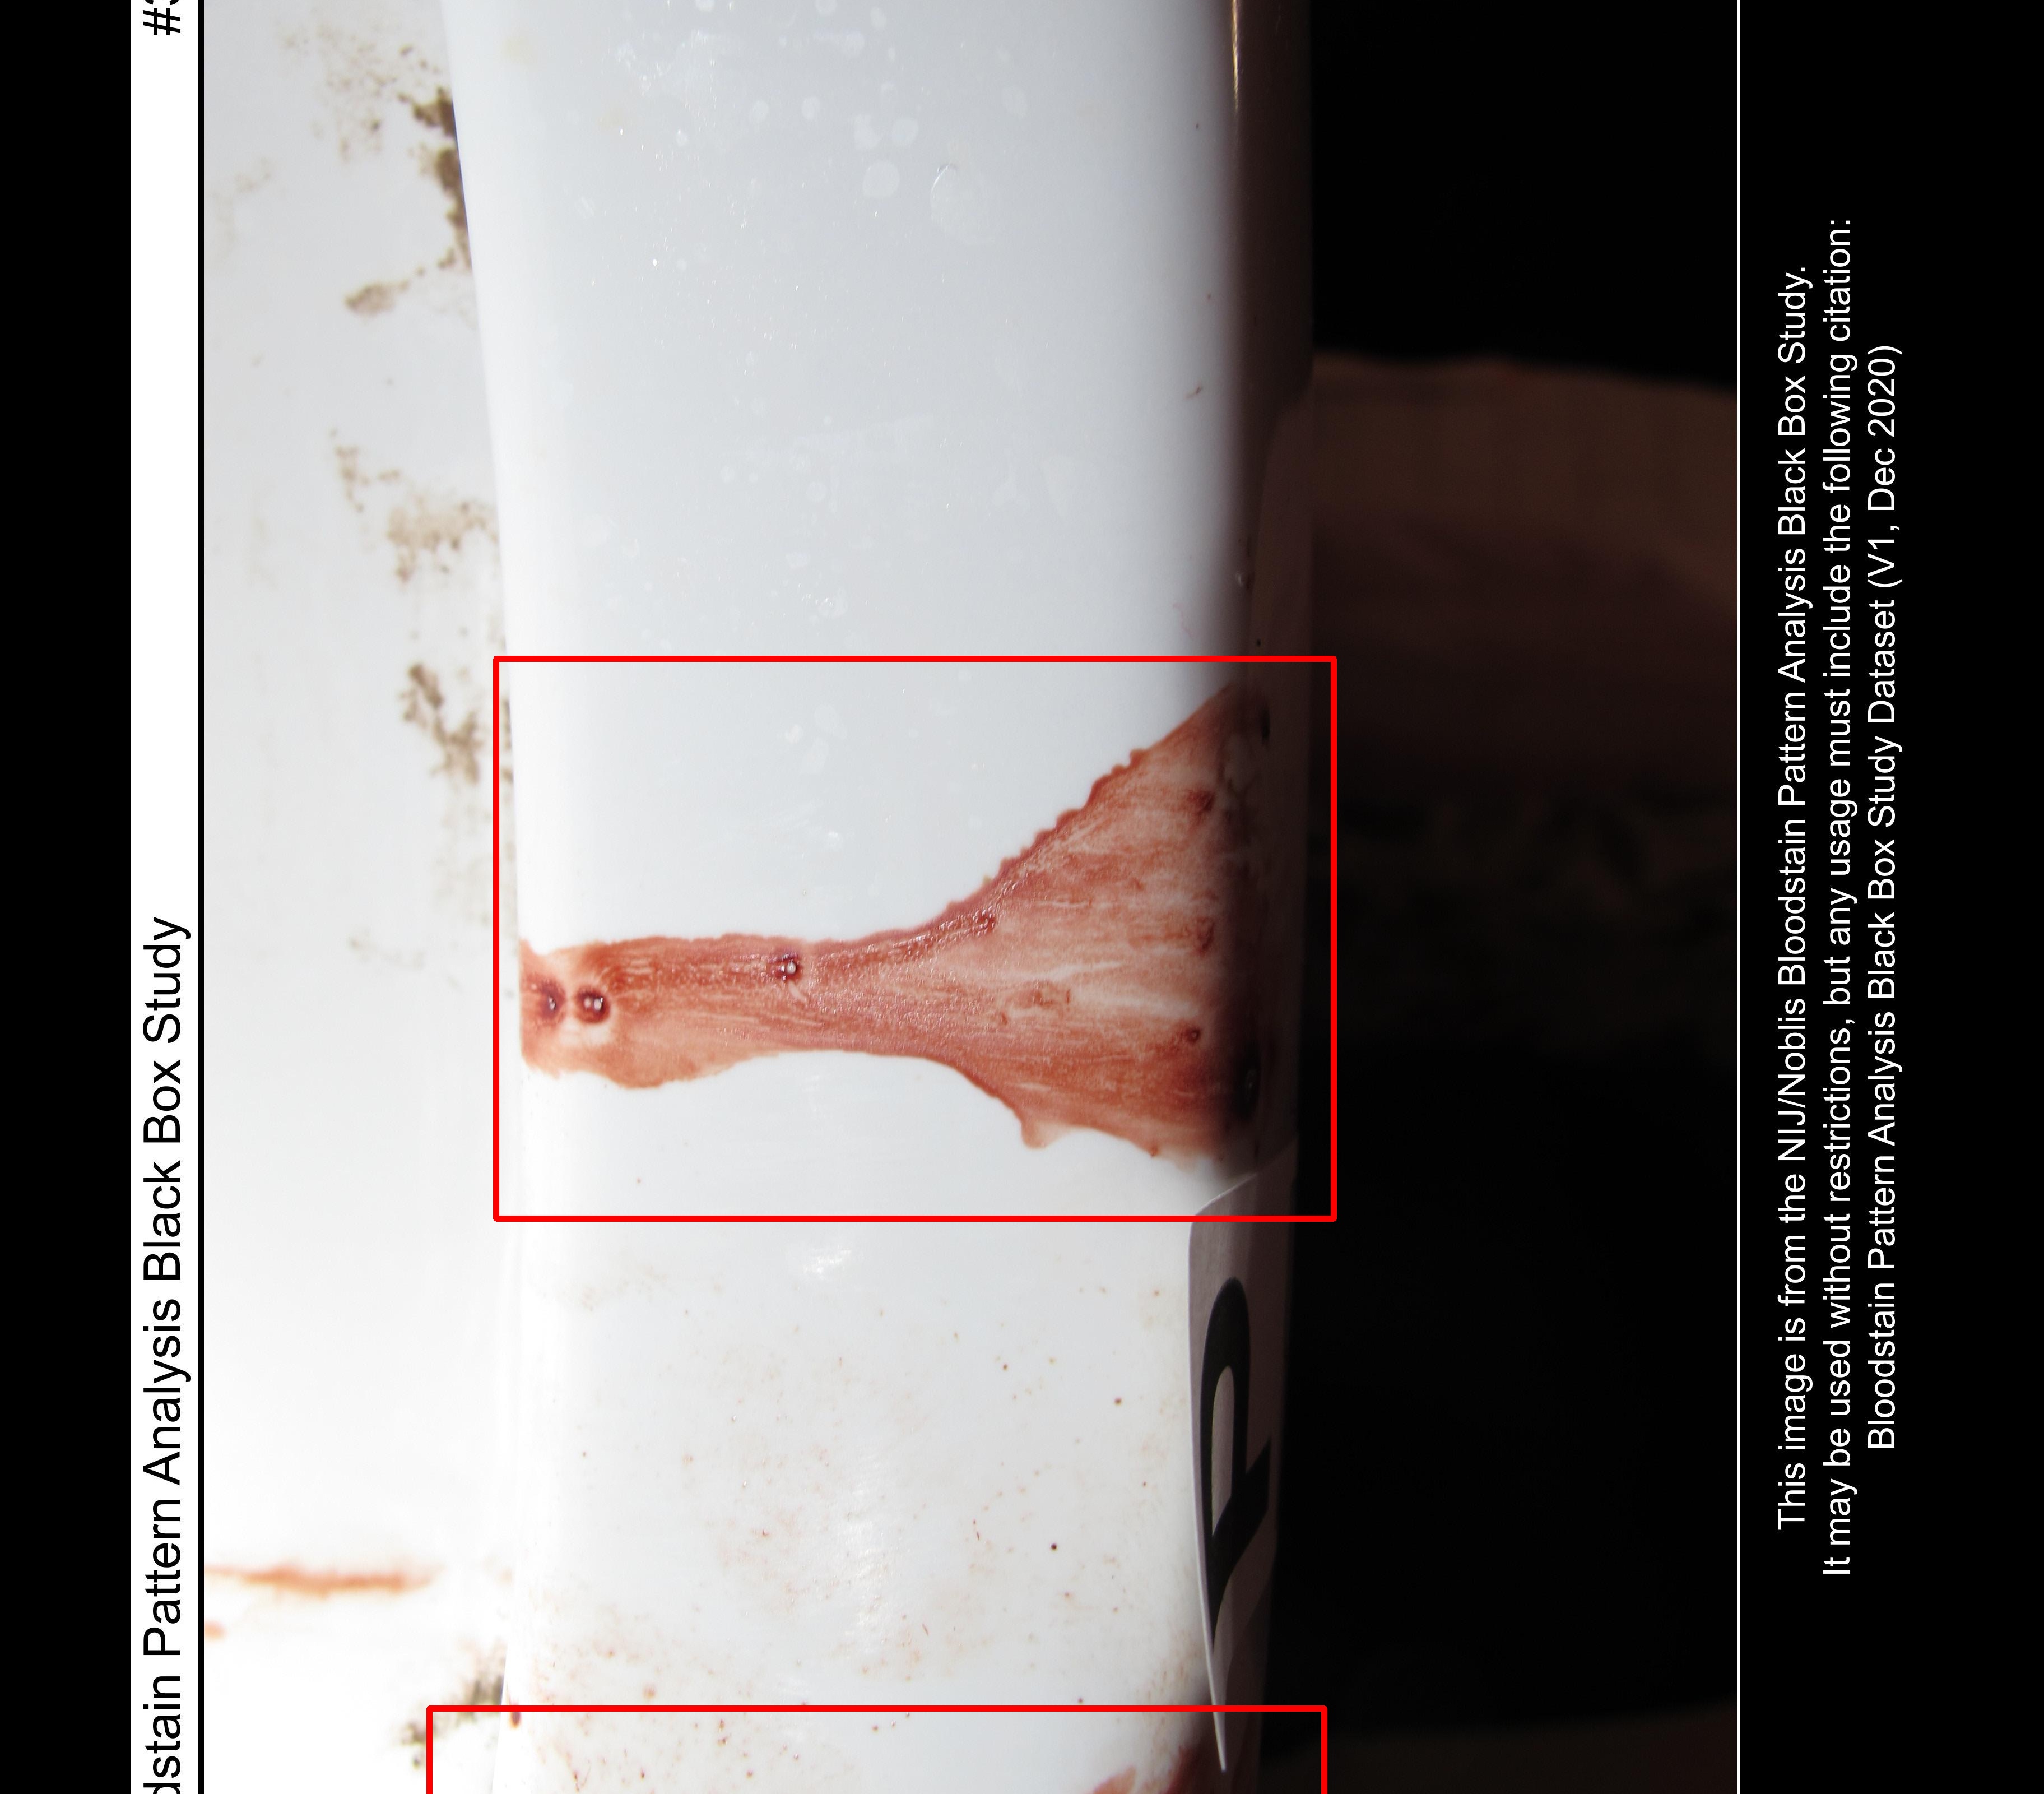 #
dstain Pattern Analysis Black Box Study
P
This image is from the NIJ/Noblis Bloodstain Pattern Analysis Black Box Study.
It may be used without restrictions, but any usage must include the following citation:
Bloodstain Pattern Analysis Black Box Study Dataset (V1, Dec 2020)